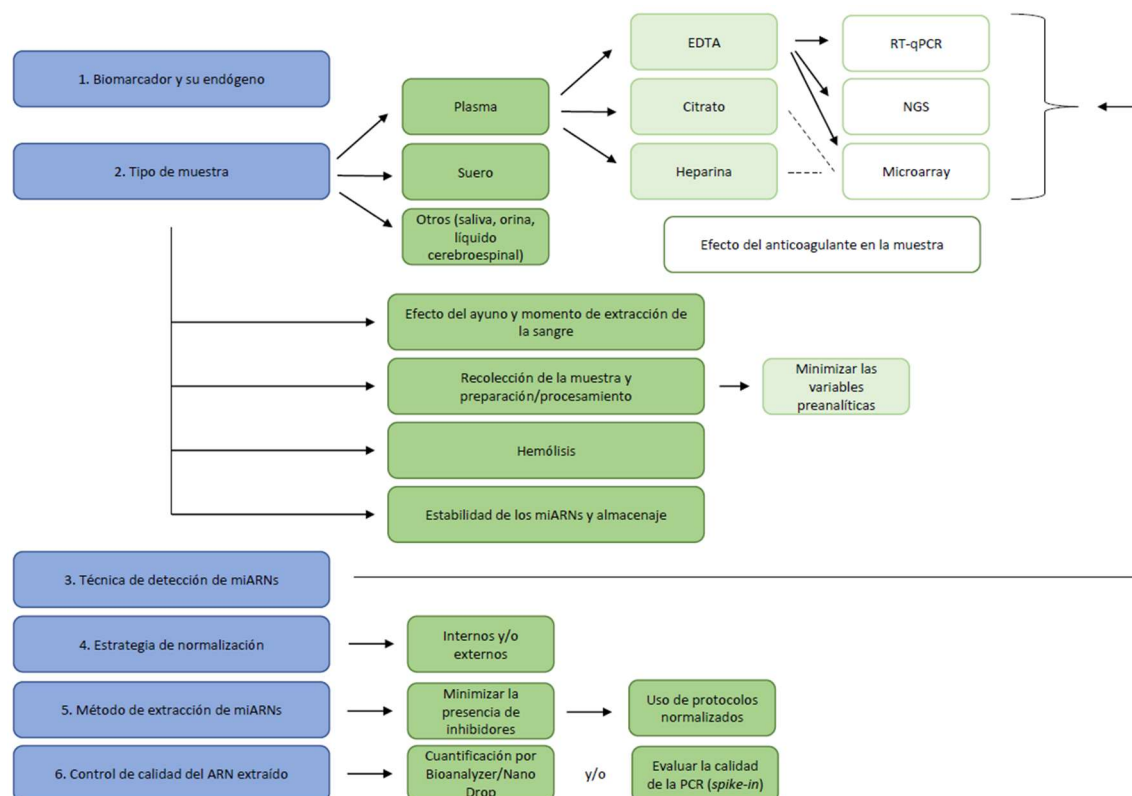 1. Biomarcador y su endógeno
2. Tipo de muestra
Plasma
Suero
Otros (saliva, orina,
líquido
cerebroespinal)
EDTA
Citrato
Heparina
RT-qPCR
NGS
Microarray
Efecto del anticoagulante en la muestra
Efecto del ayuno y momento de extracción de
la sangre
Recolección de la muestra y
preparación/procesamiento
Minimizar las
variables
preanalíticas
Hemólisis
Estabilidad de los miARNs y almacenaje
3. Técnica de detección de miARNs
4. Estrategia de normalización
Internos y/o
externos
5. Método de extracción de miARNs
Minimizar la
presencia de
inhibidores
Uso de protocolos
normalizados
6. Control de calidad del ARN extraído
Cuantificación por
Bioanalyzer/Nano
Drop
y/o
Evaluar la calidad
de la PCR (spike-in)